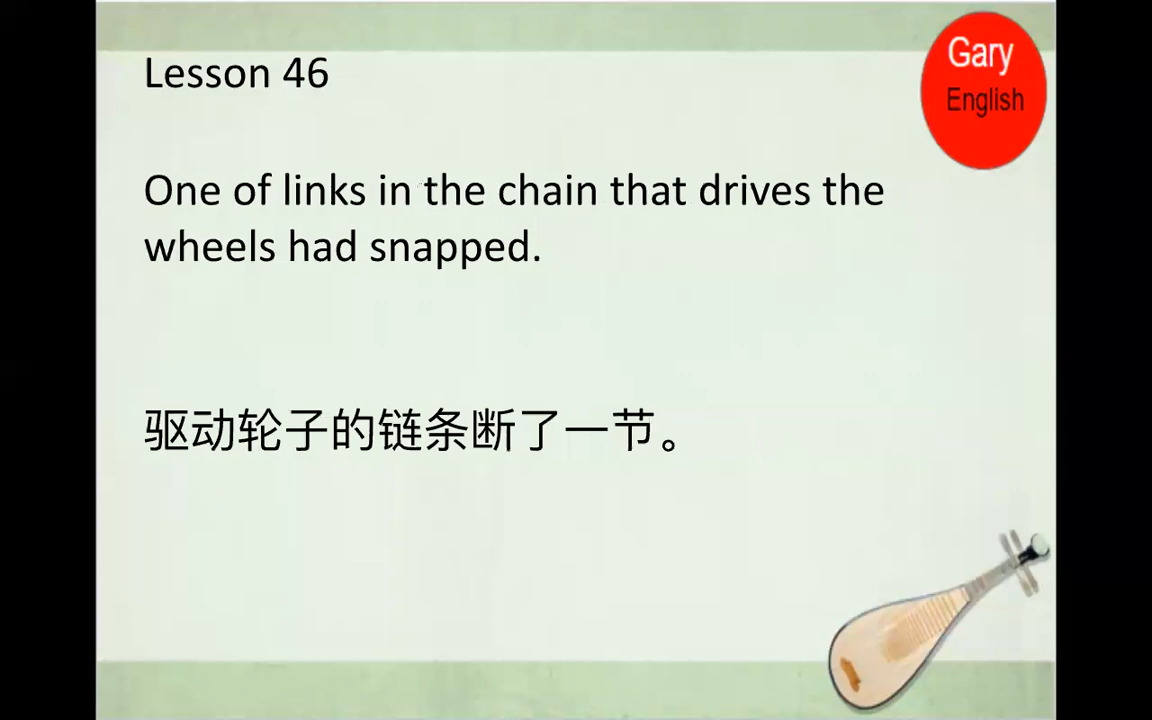 Lesson 46
Gary
English
One of links in the chain that drives the
wheels had snapped.
驱动轮子的链条断了一节。